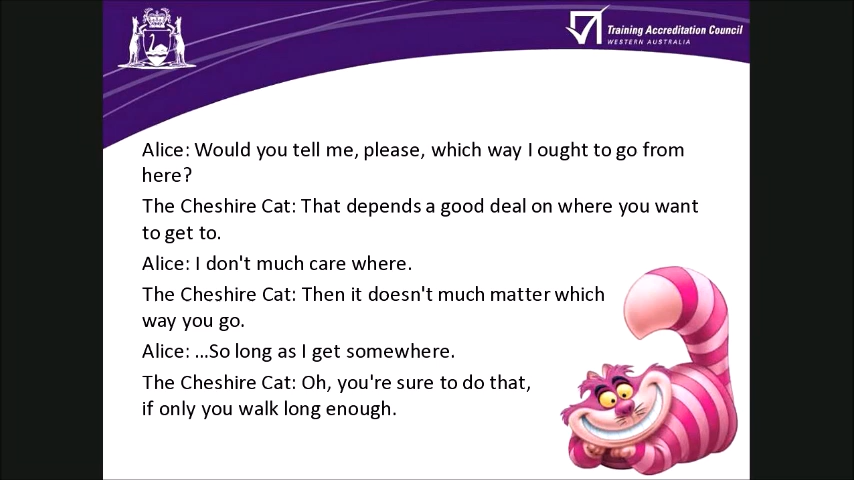 Training Accreditation Council
WESTERN AUSTRALIA
Alice: Would you tell me, please, which way I ought to go from
here?
The Cheshire Cat: That depends a good deal on where you want
to get to.
Alice: I don't much care where.
The Cheshire Cat: Then it doesn't much matter which
way you go.
Alice: …So long as I get somewhere.
The Cheshire Cat: Oh, you're sure to do that,
if only you walk long enough.